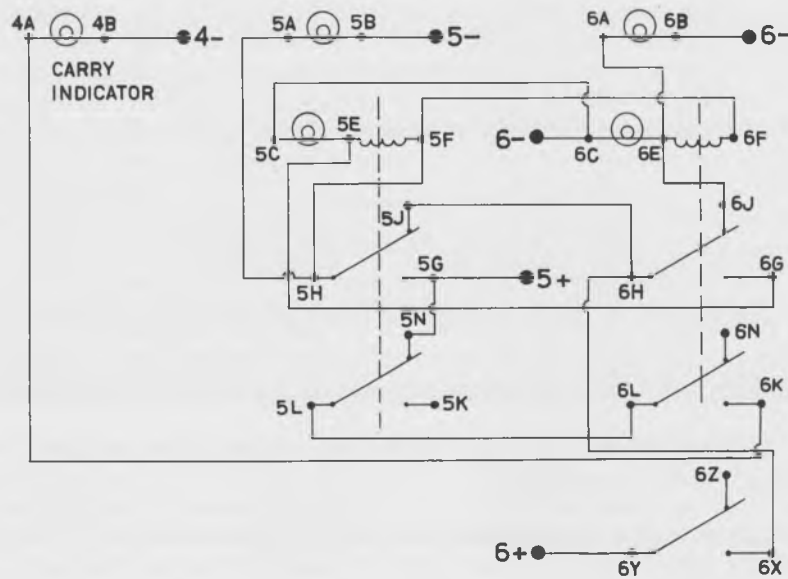 4A 4B 4- 5A 5B 5- 6A 6B 6-
CARRY
INDICATOR
5C 5E 5F 6- 6C 6E 6F
5J 6J
5H 5G 5+ 6H 6G
5N 6N
5L 5K 6L 6K
6Z
6+ 6Y 6X